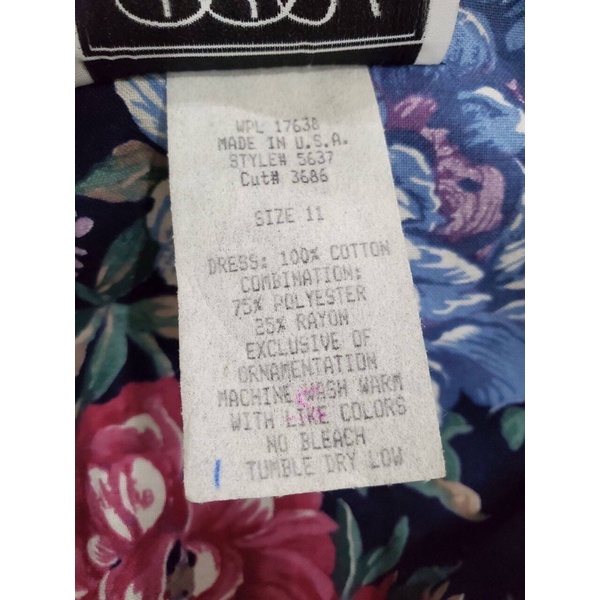 WPL 17638
MADE IN U.S.A.
STYLE# 5637
Cut# 3686
SIZE 11
DRESS: 100% COTTON
COMBINATION:
75% POLYESTER
25% RAYON
EXCLUSIVE OF
ORNAMENTATION
MACHINE WASH WARM
WITH LIKE COLORS
NO BLEACH
TUMBLE DRY LOW